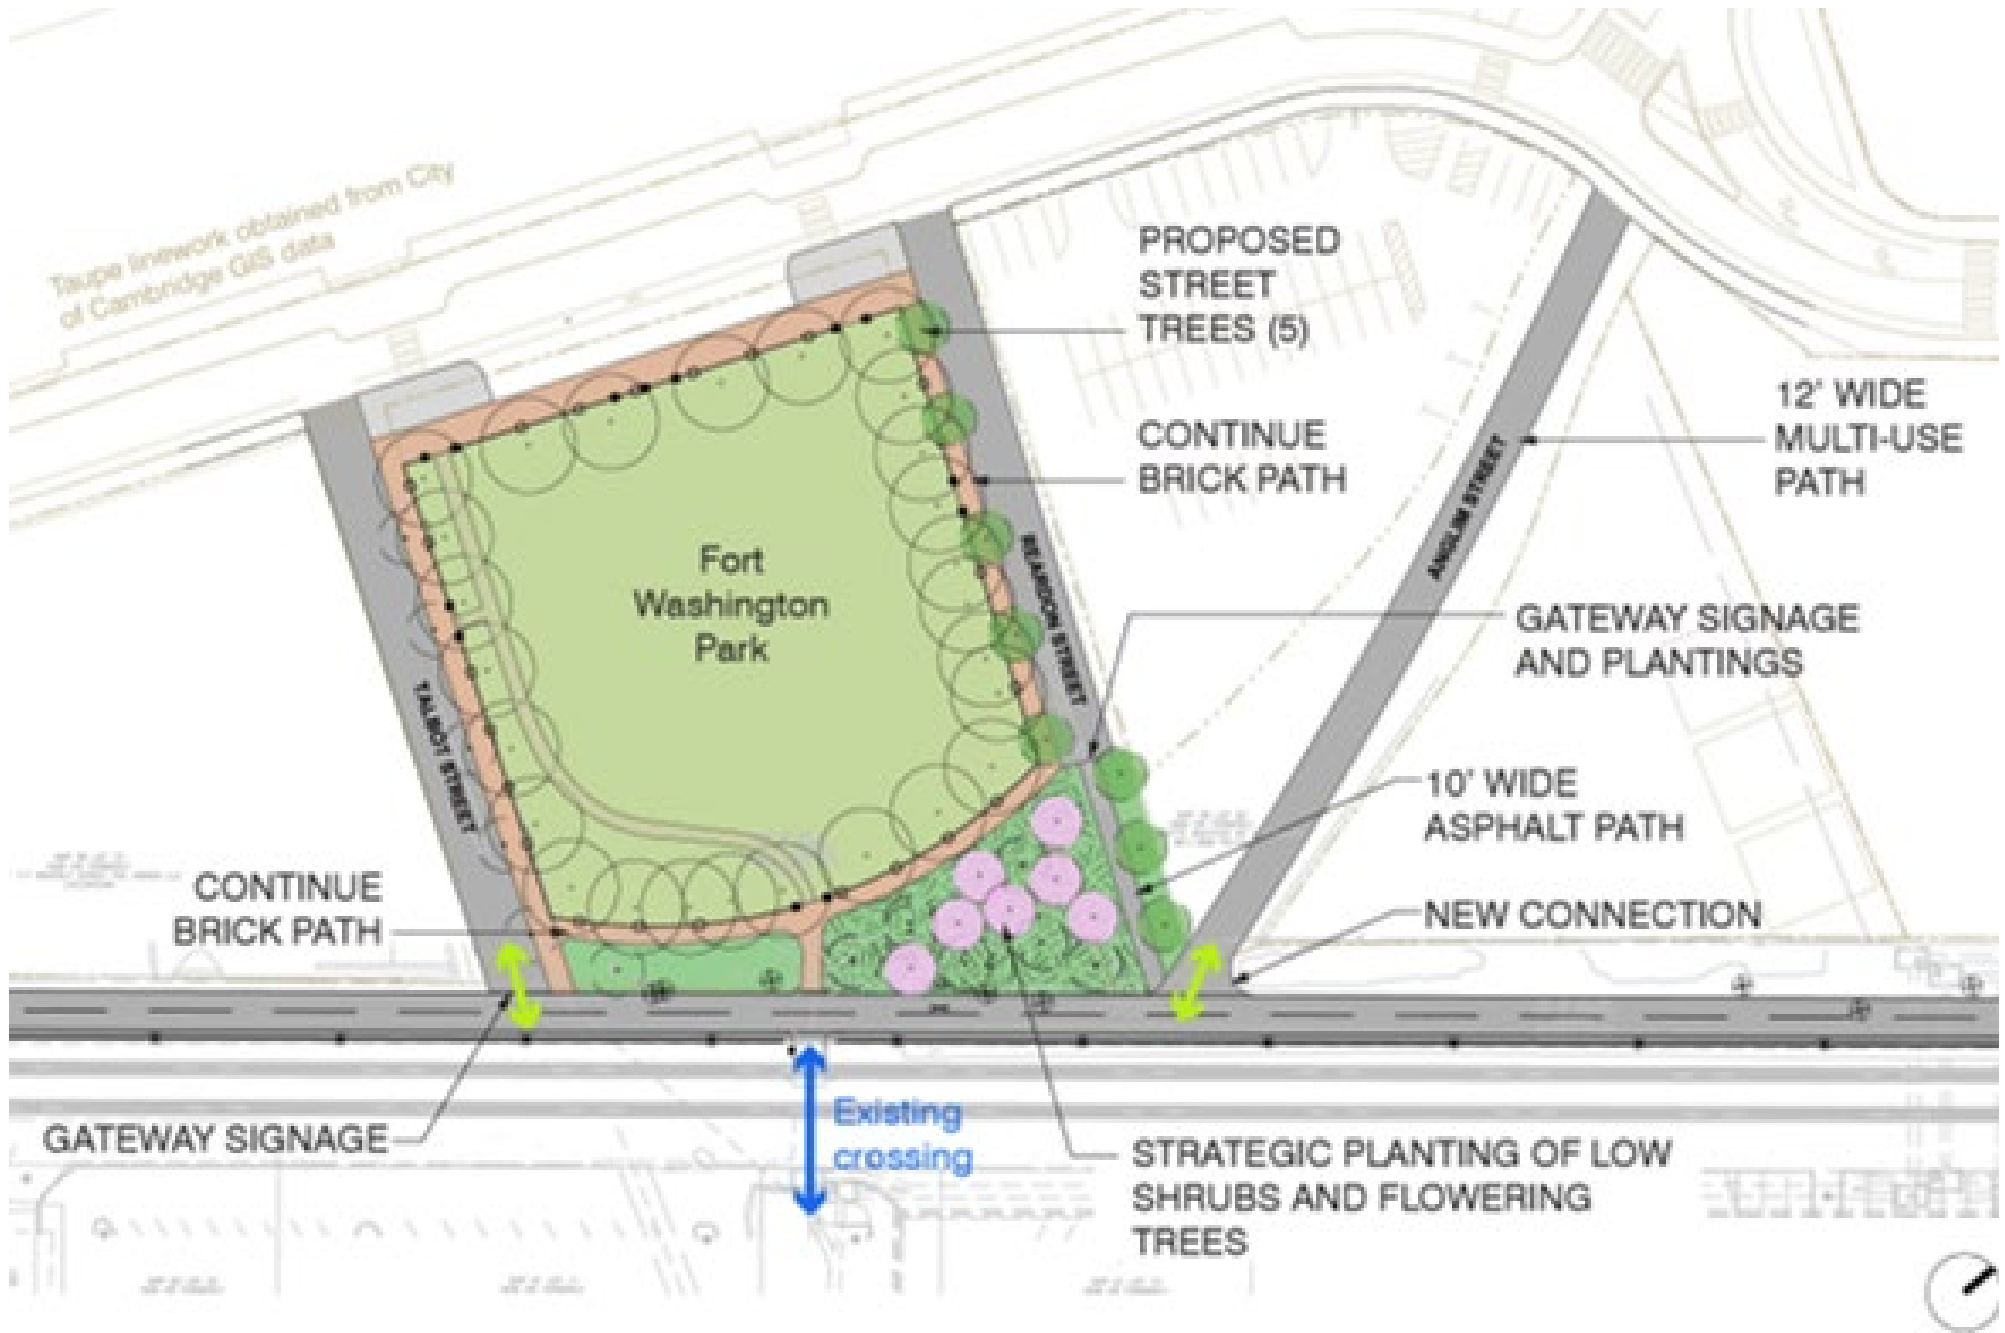 Taupe linework obtained from City
of Cambridge GIS data
PROPOSED
STREET
TREES (5)
CONTINUE
BRICK PATH
12' WIDE
MULTI-USE
PATH
ANGLIM STREET
Fort
Washington
Park
REARDON STREET
GATEWAY SIGNAGE
AND PLANTINGS
TALBOT STREET
10' WIDE
ASPHALT PATH
CONTINUE
BRICK PATH
NEW CONNECTION
GATEWAY SIGNAGE
Existing
crossing
STRATEGIC PLANTING OF LOW
SHRUBS AND FLOWERING
TREES